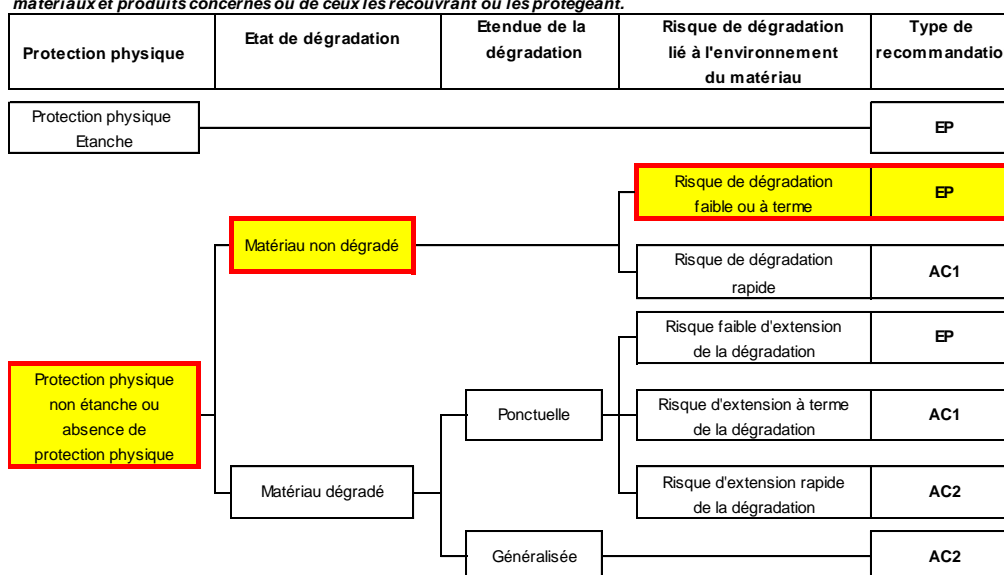 matériaux et produits concernés ou de ceux les recouvrant ou les protégeant.
Protection physique
Etat de dégradation
Etendue de la
dégradation
Risque de dégradation
lié à l'environnement
du matériau
Type de
recommandatio
Protection physique
Etanche
EP
Risque de dégradation
faible ou à terme
EP
Matériau non dégradé
Risque de dégradation
rapide
AC1
Risque faible d'extension
de la dégradation
EP
Protection physique
non étanche ou
absence de
protection physique
Ponctuelle
Risque d'extension à terme
de la dégradation
AC1
Matériau dégradé
Risque d'extension rapide
de la dégradation
AC2
Généralisée
AC2